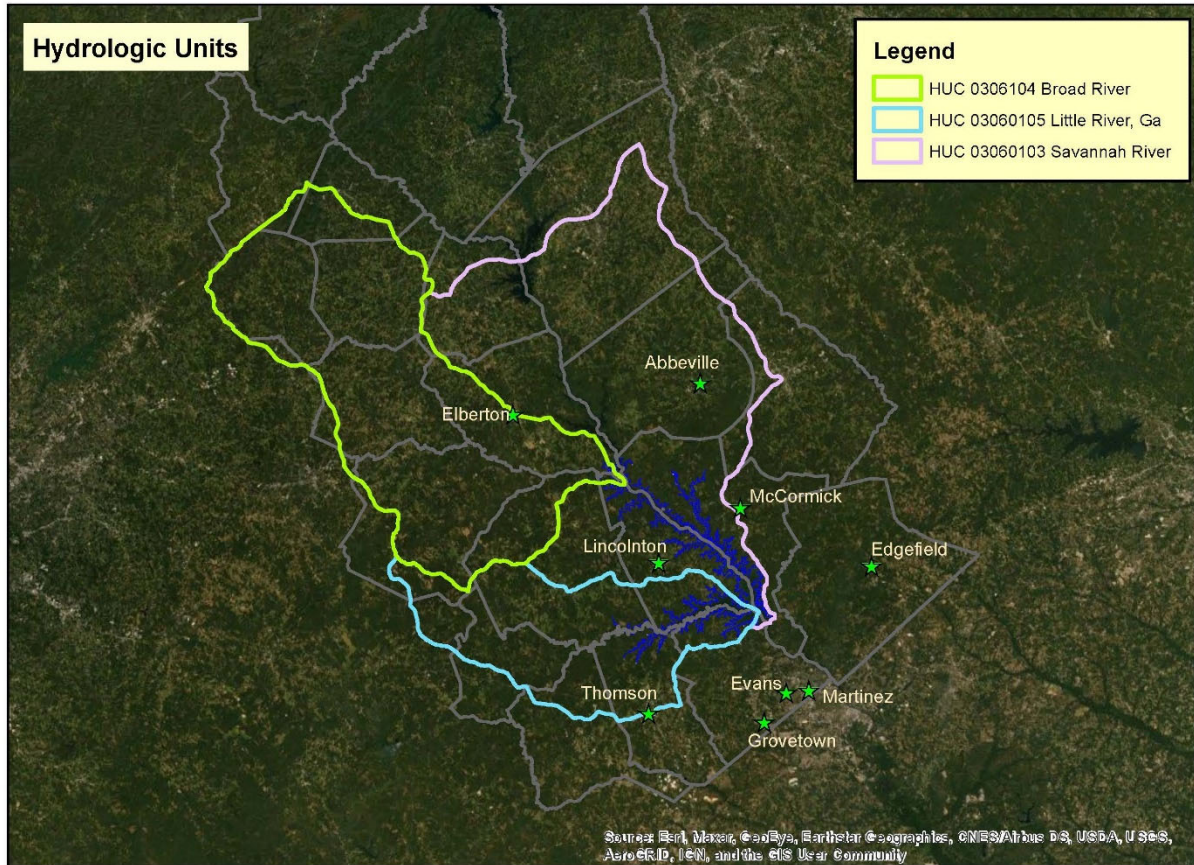 Hydrologic Units
Legend
HUC 0306104 Broad River
HUC 03060105 Little River, Ga
HUC 03060103 Savannah River
Abbeville
Elberton
McCormick
Lincolnton
Edgefield
Thomson
Evans
Martinez
Grovetown
Source: Esri, Maxar, GeoEye, Earthstar Geographics, CNES/Airbus DS, USDA, USGS,
AeroGRID, IGN, and the GIS User Community